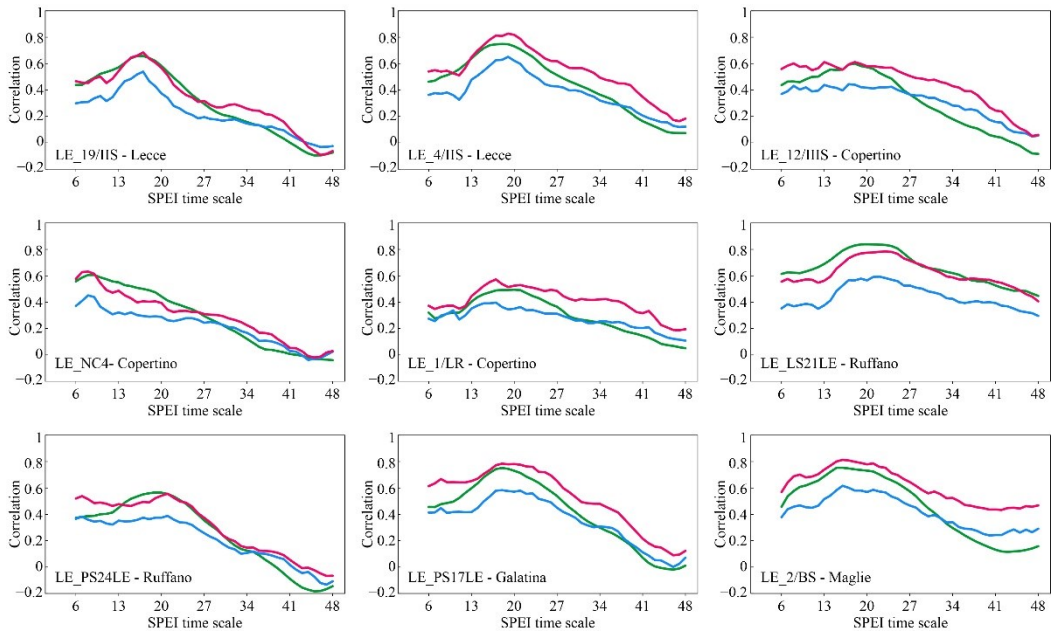 1
0.8
0.6
0.4
0.2
0
−0.2
Correlation
LE_19/IIS - Lecce
6 13 20 27 34 41 48
SPEI time scale
1
0.8
0.6
0.4
0.2
0
−0.2
Correlation
LE_4/IIS - Lecce
6 13 20 27 34 41 48
SPEI time scale
1
0.8
0.6
0.4
0.2
0
−0.2
Correlation
LE_12/IIIS - Copertino
6 13 20 27 34 41 48
SPEI time scale
1
0.8
0.6
0.4
0.2
0
−0.2
Correlation
LE_NC4- Copertino
6 13 20 27 34 41 48
SPEI time scale
1
0.8
0.6
0.4
0.2
0
−0.2
Correlation
LE_1/LR - Copertino
6 13 20 27 34 41 48
SPEI time scale
1
0.8
0.6
0.4
0.2
0
−0.2
Correlation
LE_LS21LE - Ruffano
6 13 20 27 34 41 48
SPEI time scale
1
0.8
0.6
0.4
0.2
0
−0.2
Correlation
LE_PS24LE - Ruffano
6 13 20 27 34 41 48
SPEI time scale
1
0.8
0.6
0.4
0.2
0
−0.2
Correlation
LE_PS17LE - Galatina
6 13 20 27 34 41 48
SPEI time scale
1
0.8
0.6
0.4
0.2
0
−0.2
Correlation
LE_2/BS - Maglie
6 13 20 27 34 41 48
SPEI time scale